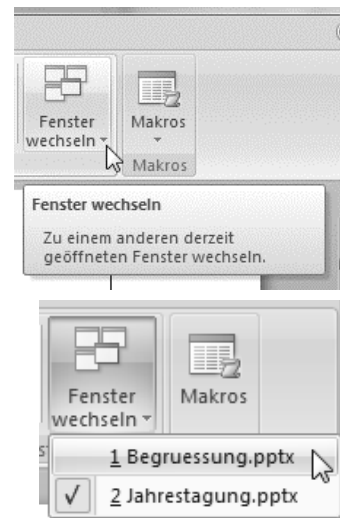 Fenster wechseln
Makros
Makros
Fenster wechseln
Zu einem anderen derzeit
geöffneten Fenster wechseln.
Fenster wechseln
Makros
1 Begruessung.pptx
2 Jahrestagung.pptx